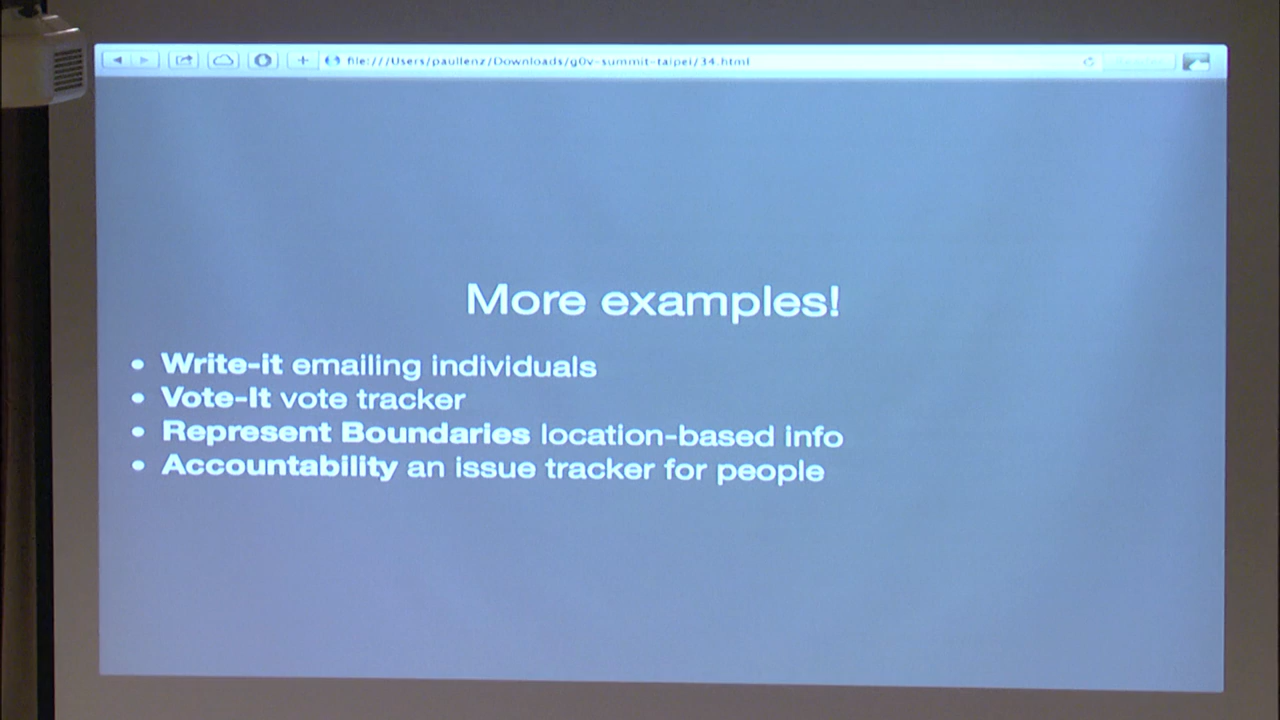 file:///Users/paullenz/Downloads/g0v-summit-taipei/34.html
More examples!
• Write-it emailing individuals
• Vote-It vote tracker
• Represent Boundaries location-based info
• Accountability an issue tracker for people